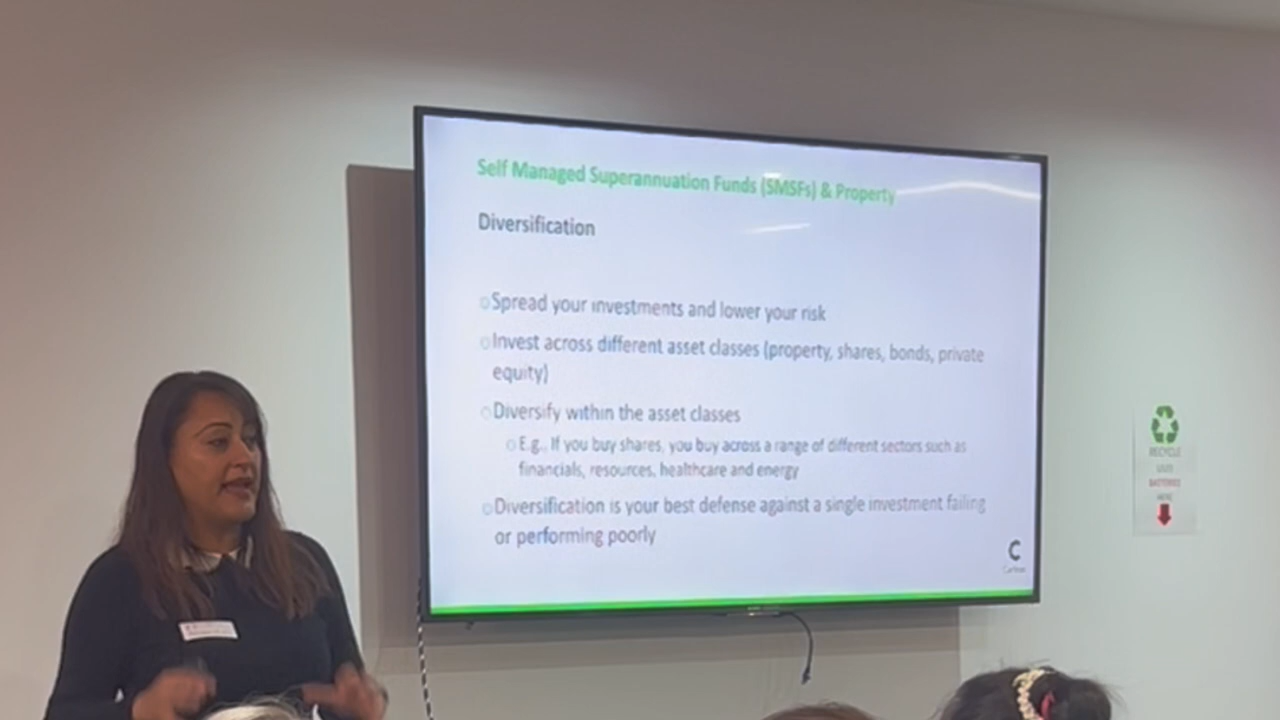 Self Managed Superannuation Funds (SMSFs) & Property
Diversification
Spread your investments and lower your risk
Invest across different asset classes (property, shares, bonds, private
equity)
Diversify within the asset classes
E.g.. If you buy shares, you buy across a range of different sectors such as
financials, resources, healthcare and energy
Diversification is your best defense against a single investment failing
or performing poorly
C
RECYCLE
BATTERIES
HERE